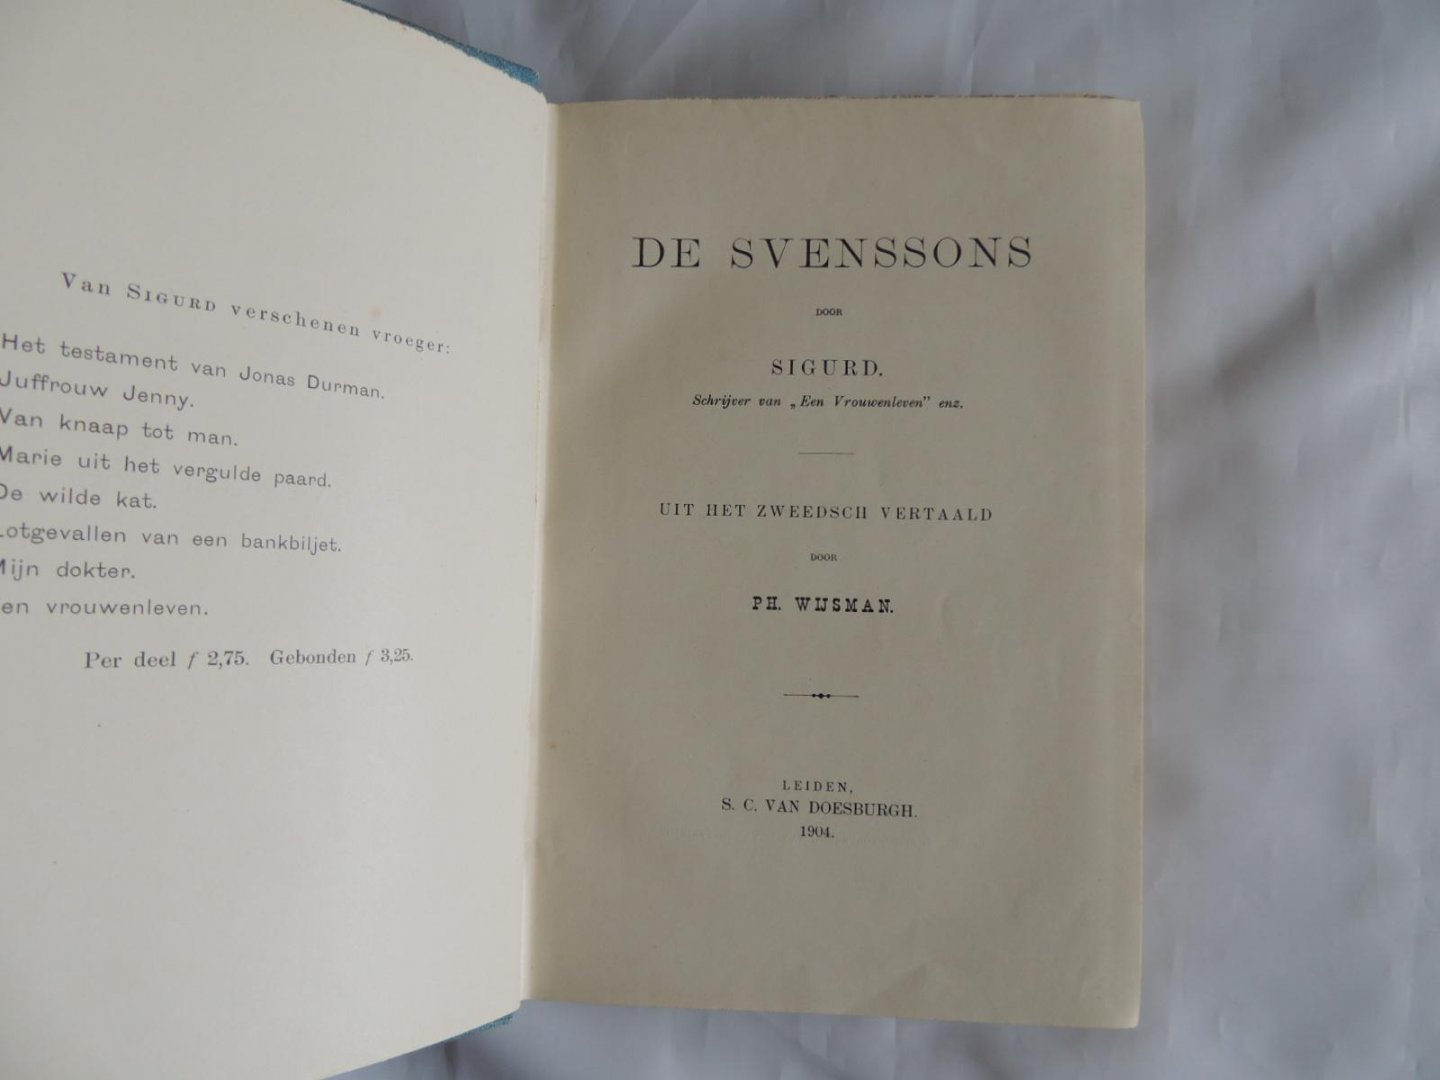 Van SIGURD verschenen vroeger:
Het testament van Jonas Durman.
Juffrouw Jenny.
Van knaap tot man.
Marie uit het vergulde paard.
De wilde kat.
Lotgevallen van een bankbiljet.
Mijn dokter.
en vrouwenleven.
Per deel f 2,75. Gebonden f 3,25.
DE SVENSSONS
DOOR
SIGURD.
Schrijver van „Een Vrouwenleven” enz.
UIT HET ZWEEDSCH VERTAALD
DOOR
PH. WIJSMAN.
LEIDEN,
S. C. VAN DOESBURGH.
1904.